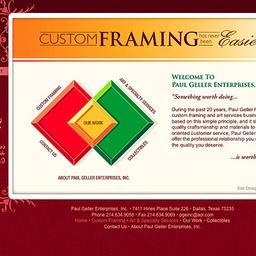 CUSTOM FRAMING has never been Easie
WELCOME TO
PAUL GELLER ENTERPRISES,
"Something worth doing...
During the past 20 years, Paul Geller
custom framing and art services busine
based on this simple principle, and it s
quality craftsmanship and materials to
oriented customer service, Paul Geller
offer the professional relationship you
the quality you deserve.
...is worth
CUSTOM FRAMING
ART & SPECIALTY SERVICES
OUR WORK
CONTACT US
COLLECTIBLES
ABOUT PAUL GELLER ENTERPRISES, INC.
Site Desig
Paul Geller Enterprises, Inc. • 7411 Hines Place Suite 226 • Dallas, Texas 75235
Phone 214.634.9056 • Fax 214.634.9069 • pgeinc@aol.com
Home • Custom Framing • Art & Specialty Services • Our Work • Collectibles
Contact Us • About Paul Geller Enterprises, Inc.